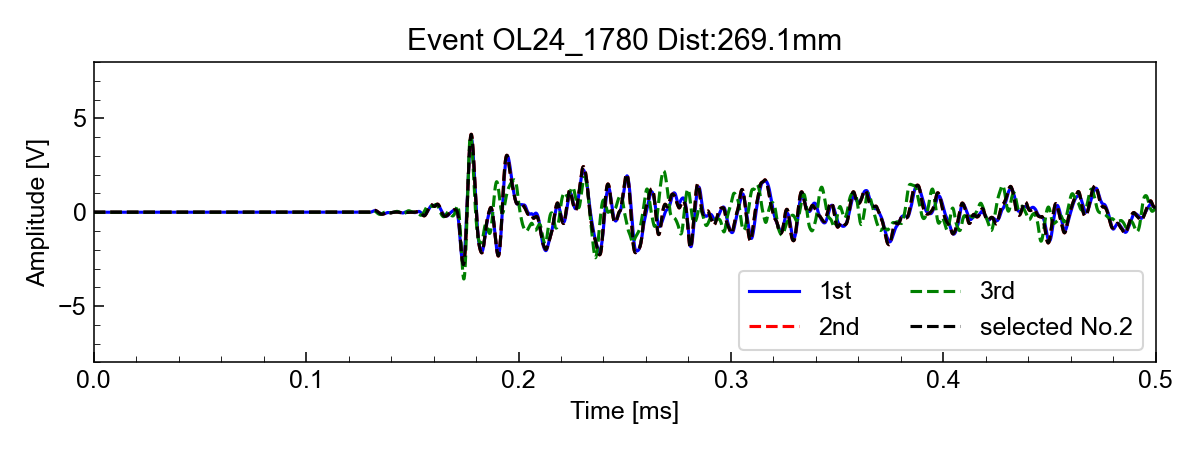 Event OL24_1780 Dist:269.1mm
Amplitude [V]
5
0
−5
0.0 0.1 0.2 0.3 0.4 0.5
Time [ms]
1st 3rd
2nd selected No.2